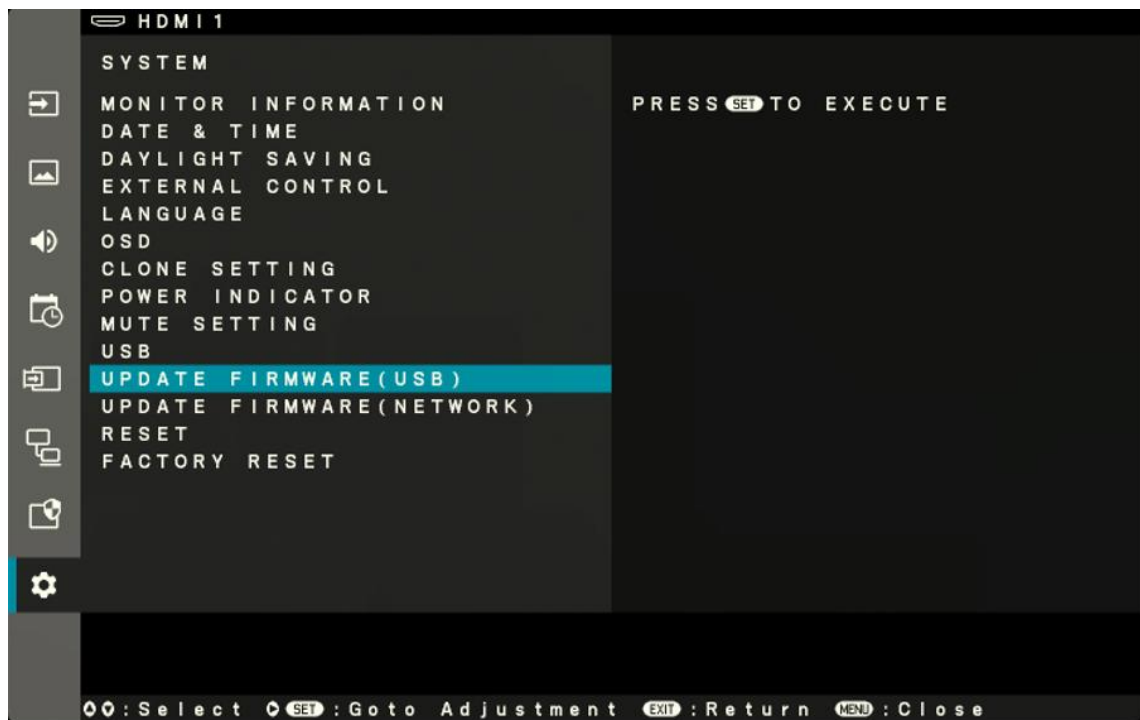 HDMI1
SYSTEM
MONITOR INFORMATION
PRESS SET TO EXECUTE
DATE & TIME
DAYLIGHT SAVING
EXTERNAL CONTROL
LANGUAGE
OSD
CLONE SETTING
POWER INDICATOR
MUTE SETTING
USB
UPDATE FIRMWARE(USB)
UPDATE FIRMWARE(NETWORK)
RESET
FACTORY RESET
:Select SET:Goto Adjustment EXIT:Return MENU:Close